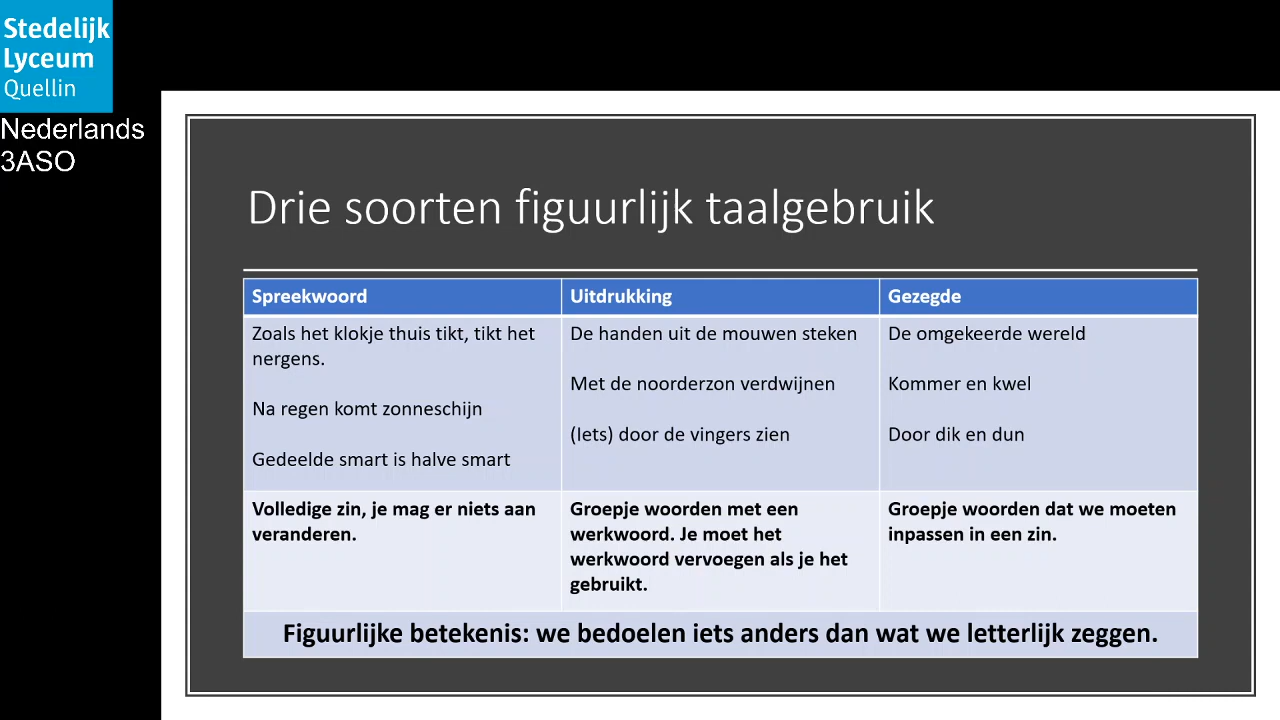 Stedelijk
Lyceum
Quellin
Nederlands
3ASO
Drie soorten figuurlijk taalgebruik
Spreekwoord
Uitdrukking
Gezegde
Zoals het klokje thuis tikt, tikt het
nergens.
Na regen komt zonneschijn
Gedeelde smart is halve smart
De handen uit de mouwen steken
Met de noorderzon verdwijnen
(Iets) door de vingers zien
De omgekeerde wereld
Kommer en kwel
Door dik en dun
Volledige zin, je mag er niets aan
veranderen.
Groepje woorden met een
werkwoord. Je moet het
werkwoord vervoegen als je het
gebruikt.
Groepje woorden dat we moeten
inpassen in een zin.
Figuurlijke betekenis: we bedoelen iets anders dan wat we letterlijk zeggen.